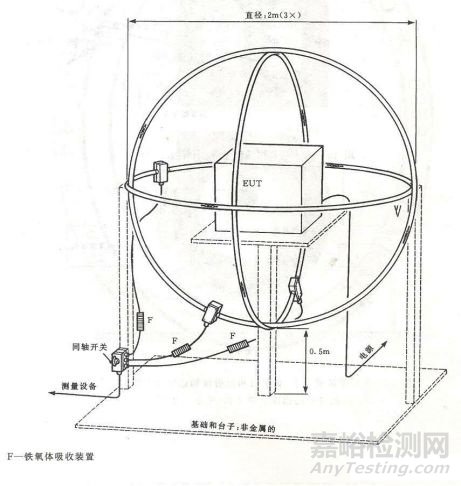 直径:2m(3×)
EUT
F
同轴开关
F
F
0.5m
电源
测量设备
基础和台子:非金属的
F—铁氧体吸收装置
嘉峪检测网
AnyTesting.com